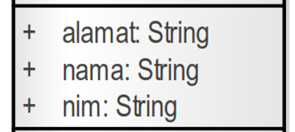 + alamat: String
+ nama: String
+ nim: String